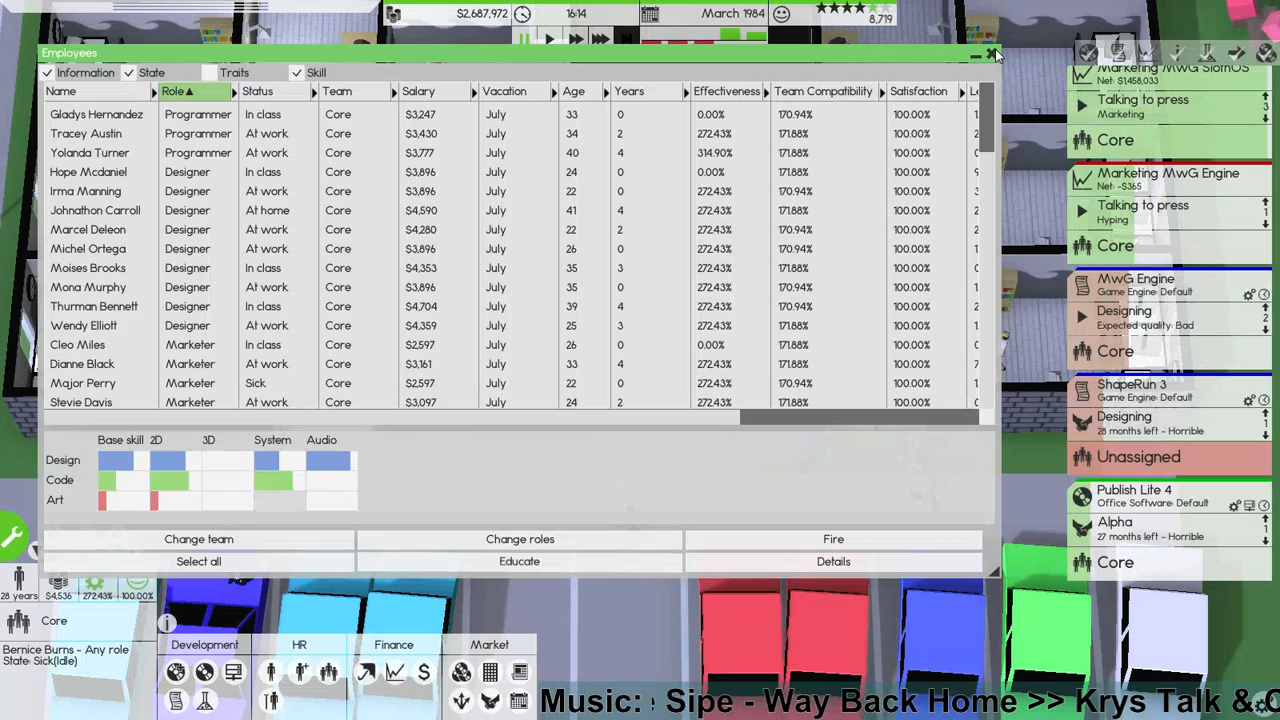 $2,687,972 16:14 March 1984 8,719
Employees
Information State Traits Skill
Name Role▲ Status Team Vacation Age Years Effectiveness Team Compatibility Satisfaction
Gladys Hernandez Programmer In class Core $3,247 July 33 0 0.00% 170.94% 100.00%
Tracey Austin Programmer At work Core $3,430 July 34 2 272.43% 171.88% 100.00%
Yolanda Turner Programmer At work Core $3,777 July 40 4 314.90% 171.88% 100.00%
Hope Mcdaniel Designer In class Core $3,896 July 24 0 0.00% 170.94% 100.00%
Irma Manning Designer At work Core $3,896 July 22 0 272.43% 170.94% 100.00%
Johnathon Carroll Designer At home Core $4,590 July 41 4 272.43% 171.88% 100.00%
Marcel Deleon Designer At work Core $4,280 July 22 2 272.43% 171.88% 100.00%
Michel Ortega Designer In class Core $3,896 July 26 0 272.43% 170.94% 100.00%
Moises Brooks Designer In class Core $4,353 July 35 3 272.43% 171.88% 100.00%
Mona Murphy Designer At work Core $3,896 July 35 0 272.43% 171.88% 100.00%
Thurman Bennett Designer In class Core July 39 4 272.43% 170.94% 100.00%
Wendy Elliott Designer At work Core $4,359 July 25 3 272.43% 171.88% 100.00%
Cleo Miles Marketer In class Core $2,597 July 26 0 0.00% 171.88% 100.00%
Dianne Black Marketer At work Core $3,161 July 33 4 272.43% 171.88% 100.00%
Major Perry Marketer Sick Core $2,597 July 22 0 272.43% 170.94% 100.00%
Stevie Davis Marketer At work Core $3,097 July 24 2 272.43% 171.88% 100.00%
Base skill 2D 3D System Audio
Design
Code
Art
Change team Change roles Fire
Select all Educate Details
Marketing MwG SlothOS
Net: $1,458,033
Talking to press
Marketing
3
Core
Marketing MwG Engine
Net: -$365
Talking to press
Hyping
1
Core
MwG Engine
Game Engine: Default
Designing
Expected quality: Bad
2
Core
ShapeRun 3
Game Engine: Default
Designing
28 months left - Horrible
1
Unassigned
Publish Lite 4
Office Software: Default
Alpha
27 months left - Horrible
1
Core
28 years $4,536 272.43% 100.00%
Core
Bernice Burns - Any role
State: Sick(Idle)
Development HR Finance Market
Music: Sipe - Way Back Home >> Krys Talk &